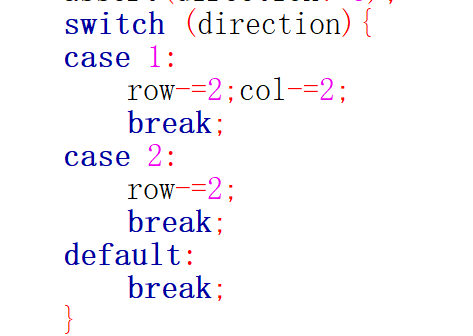 switch (direction){
case 1:
row-=2;col-=2;
break;
case 2:
row-=2;
break;
default:
break;
}